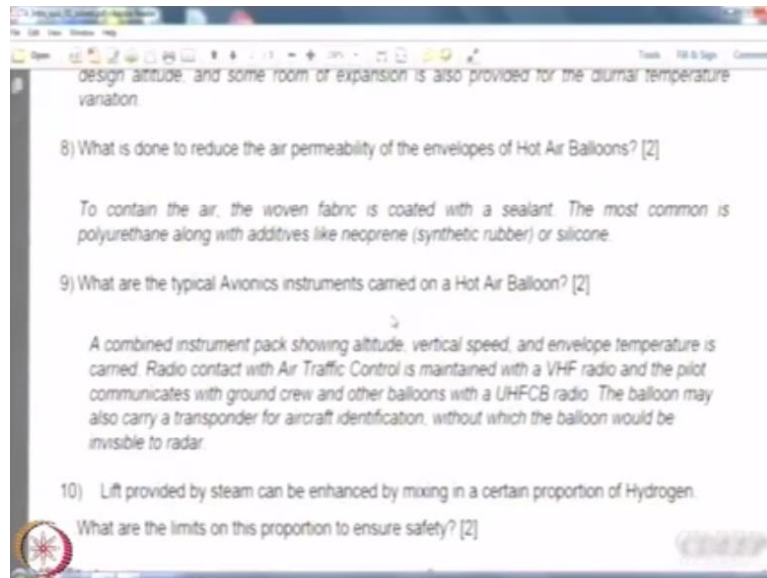 Open
Tools Fill & Sign Comment
design altitude, and some room of expansion is also provided for the diurnal temperature
variation.
8) What is done to reduce the air permeability of the envelopes of Hot Air Balloons? [2]
To contain the air, the woven fabric is coated with a sealant. The most common is
polyurethane along with additives like neoprene (synthetic rubber) or silicone.
9) What are the typical Avionics instruments carried on a Hot Air Balloon? [2]
A combined instrument pack showing altitude, vertical speed, and envelope temperature is
carried. Radio contact with Air Traffic Control is maintained with a VHF radio and the pilot
communicates with ground crew and other balloons with a UHFCB radio. The balloon may
also carry a transponder for aircraft identification, without which the balloon would be
invisible to radar.
10) Lift provided by steam can be enhanced by mixing in a certain proportion of Hydrogen.
What are the limits on this proportion to ensure safety? [2]
CDEEP